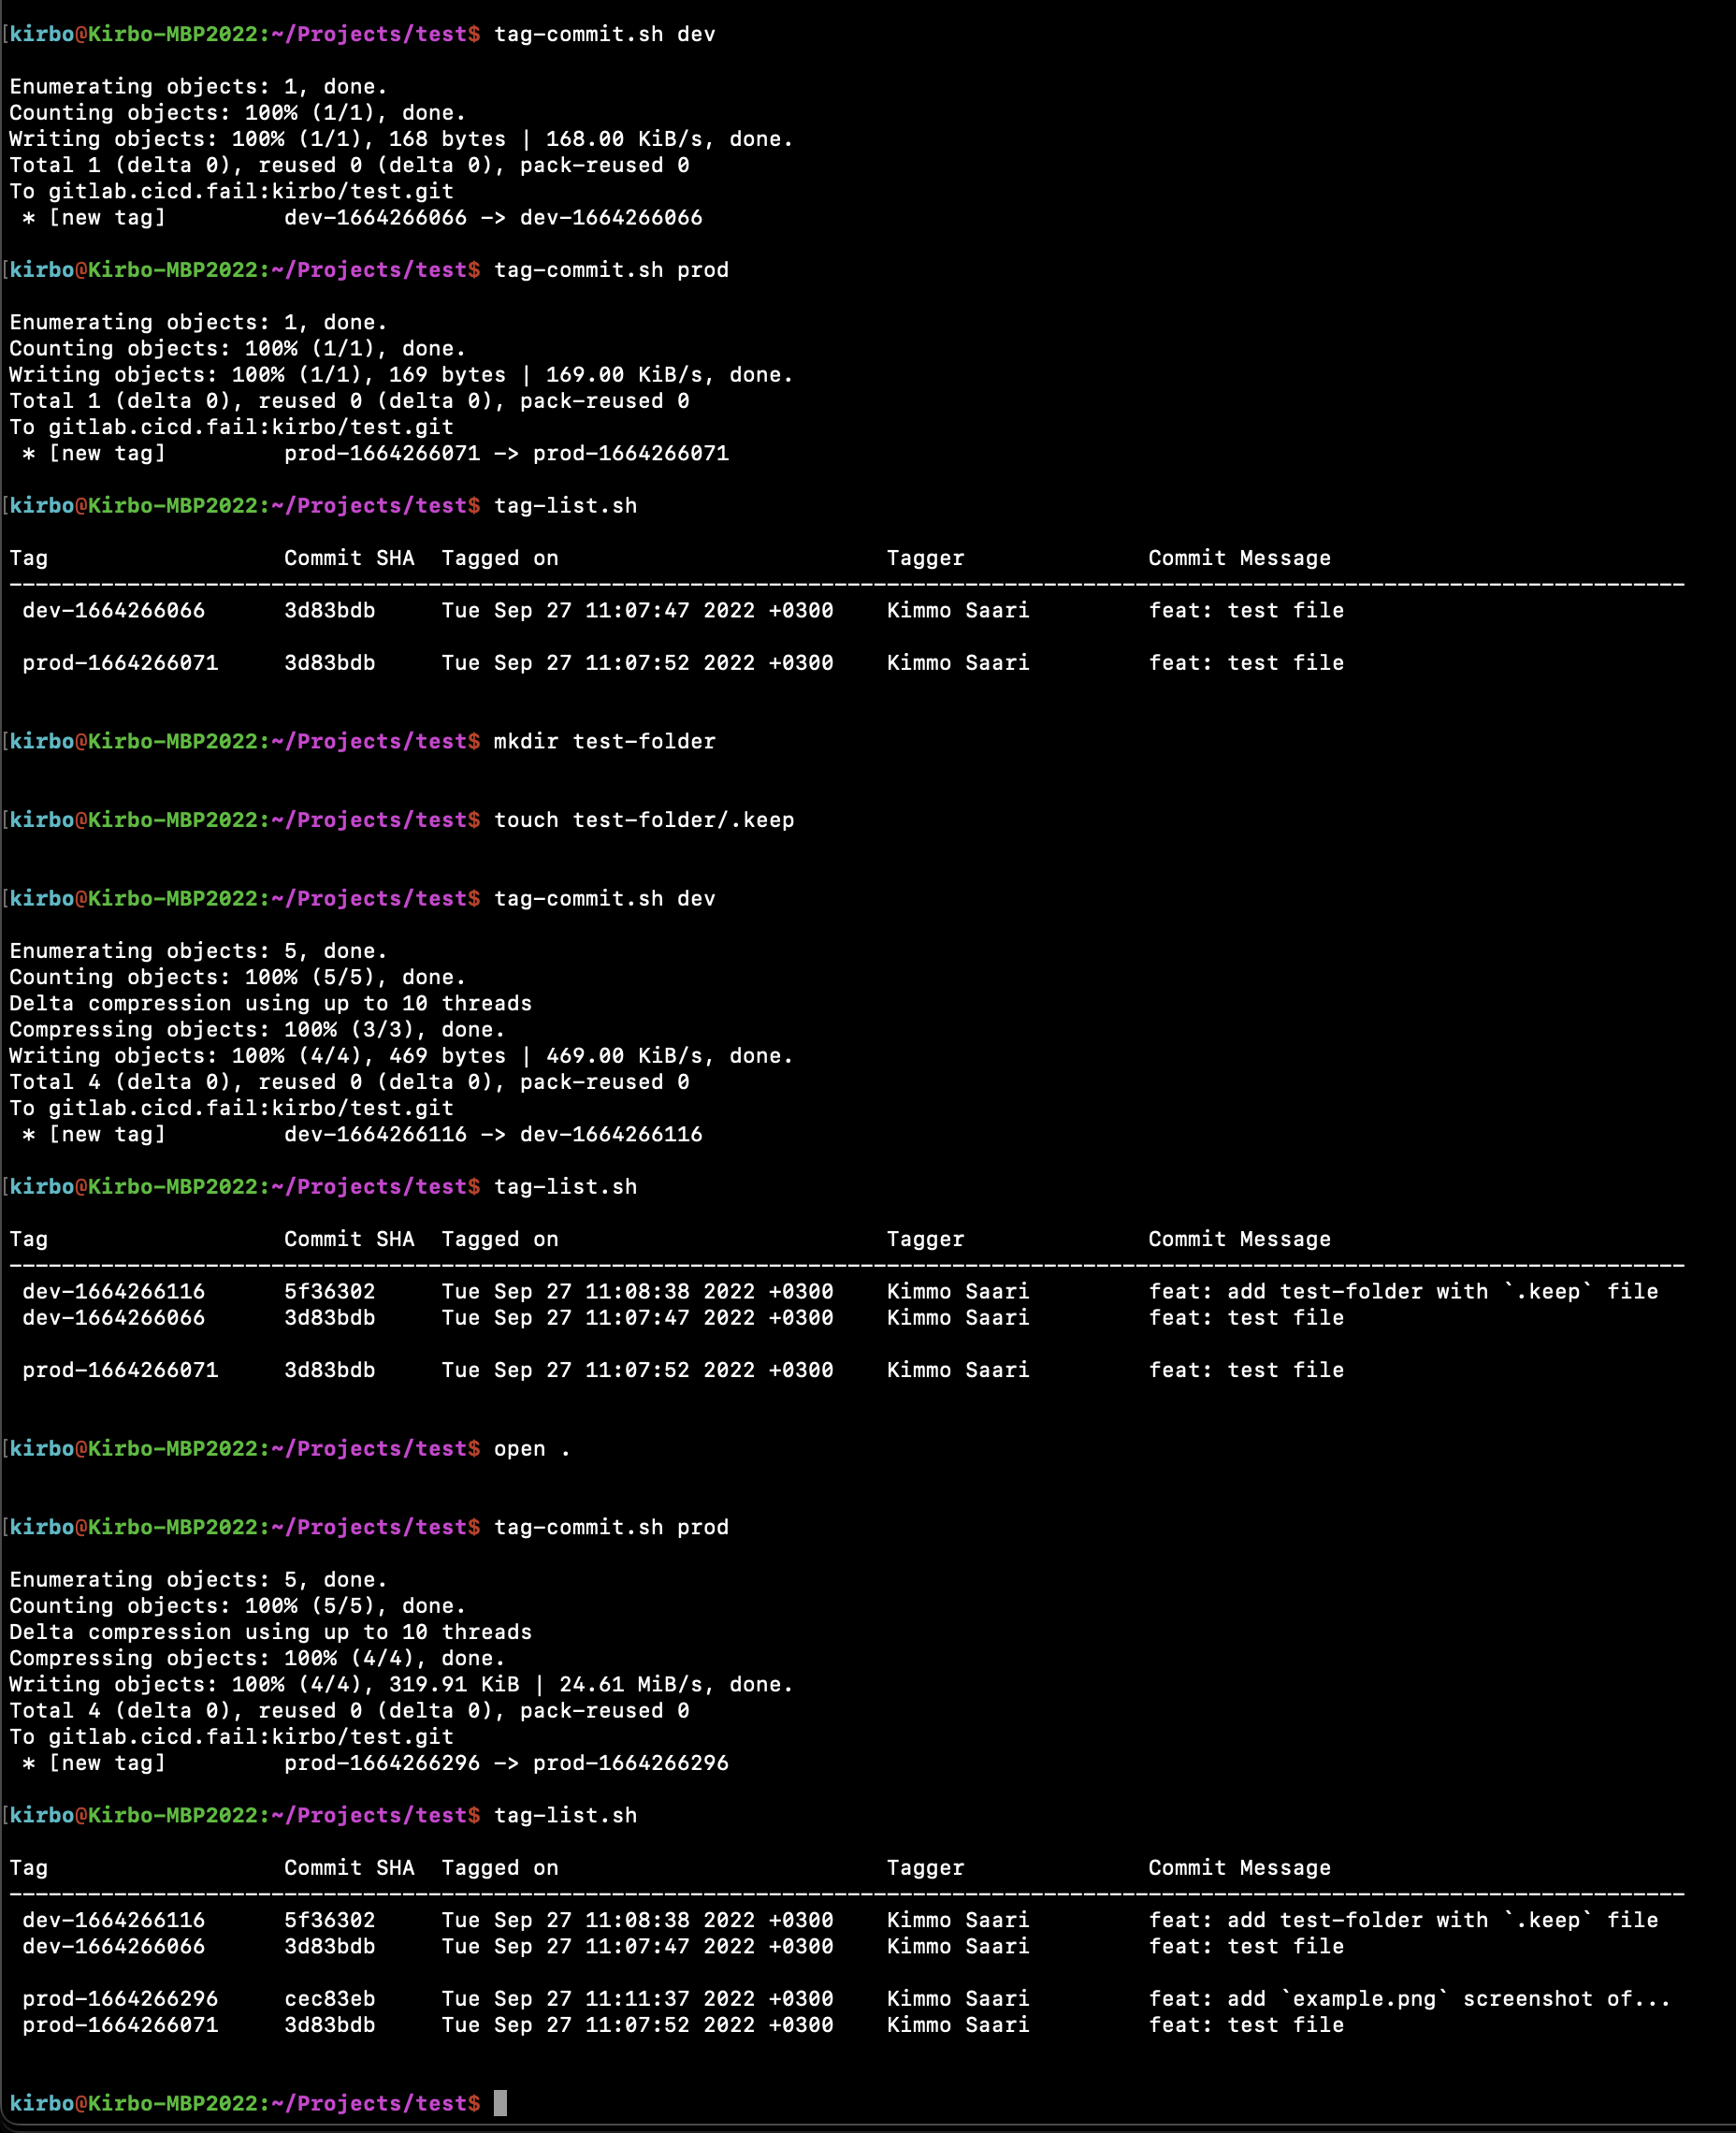 [kirbo@Kirbo-MBP2022:~/Projects/test$ tag-commit.sh dev
Enumerating objects: 1, done.
Counting objects: 100% (1/1), done.
Writing objects: 100% (1/1), 168 bytes | 168.00 KiB/s, done.
Total 1 (delta 0), reused 0 (delta 0), pack-reused 0
To gitlab.cicd.fail:kirbo/test.git
 * [new tag]         dev-1664266066 -> dev-1664266066
[kirbo@Kirbo-MBP2022:~/Projects/test$ tag-commit.sh prod
Enumerating objects: 1, done.
Counting objects: 100% (1/1), done.
Writing objects: 100% (1/1), 169 bytes | 169.00 KiB/s, done.
Total 1 (delta 0), reused 0 (delta 0), pack-reused 0
To gitlab.cicd.fail:kirbo/test.git
 * [new tag]         prod-1664266071 -> prod-1664266071
[kirbo@Kirbo-MBP2022:~/Projects/test$ tag-list.sh
Tag                  Commit SHA  Tagged on                         Tagger              Commit Message
--------------------------------------------------------------------------------------------------------------------------------
 dev-1664266066      3d83bdb     Tue Sep 27 11:07:47 2022 +0300    Kimmo Saari         feat: test file
 prod-1664266071     3d83bdb     Tue Sep 27 11:07:52 2022 +0300    Kimmo Saari         feat: test file
[kirbo@Kirbo-MBP2022:~/Projects/test$ mkdir test-folder
[kirbo@Kirbo-MBP2022:~/Projects/test$ touch test-folder/.keep
[kirbo@Kirbo-MBP2022:~/Projects/test$ tag-commit.sh dev
Enumerating objects: 5, done.
Counting objects: 100% (5/5), done.
Delta compression using up to 10 threads
Compressing objects: 100% (3/3), done.
Writing objects: 100% (4/4), 469 bytes | 469.00 KiB/s, done.
Total 4 (delta 0), reused 0 (delta 0), pack-reused 0
To gitlab.cicd.fail:kirbo/test.git
 * [new tag]         dev-1664266116 -> dev-1664266116
[kirbo@Kirbo-MBP2022:~/Projects/test$ tag-list.sh
Tag                  Commit SHA  Tagged on                         Tagger              Commit Message
--------------------------------------------------------------------------------------------------------------------------------
 dev-1664266116      5f36302     Tue Sep 27 11:08:38 2022 +0300    Kimmo Saari         feat: add test-folder with `.keep` file
 dev-1664266066      3d83bdb     Tue Sep 27 11:07:47 2022 +0300    Kimmo Saari         feat: test file
 prod-1664266071     3d83bdb     Tue Sep 27 11:07:52 2022 +0300    Kimmo Saari         feat: test file
[kirbo@Kirbo-MBP2022:~/Projects/test$ open .
[kirbo@Kirbo-MBP2022:~/Projects/test$ tag-commit.sh prod
Enumerating objects: 5, done.
Counting objects: 100% (5/5), done.
Delta compression using up to 10 threads
Compressing objects: 100% (4/4), done.
Writing objects: 100% (4/4), 319.91 KiB | 24.61 MiB/s, done.
Total 4 (delta 0), reused 0 (delta 0), pack-reused 0
To gitlab.cicd.fail:kirbo/test.git
 * [new tag]         prod-1664266296 -> prod-1664266296
[kirbo@Kirbo-MBP2022:~/Projects/test$ tag-list.sh
Tag                  Commit SHA  Tagged on                         Tagger              Commit Message
--------------------------------------------------------------------------------------------------------------------------------
 dev-1664266116      5f36302     Tue Sep 27 11:08:38 2022 +0300    Kimmo Saari         feat: add test-folder with `.keep` file
 dev-1664266066      3d83bdb     Tue Sep 27 11:07:47 2022 +0300    Kimmo Saari         feat: test file
 prod-1664266296     cec83eb     Tue Sep 27 11:11:37 2022 +0300    Kimmo Saari         feat: add `example.png` screenshot of...
 prod-1664266071     3d83bdb     Tue Sep 27 11:07:52 2022 +0300    Kimmo Saari         feat: test file
kirbo@Kirbo-MBP2022:~/Projects/test$